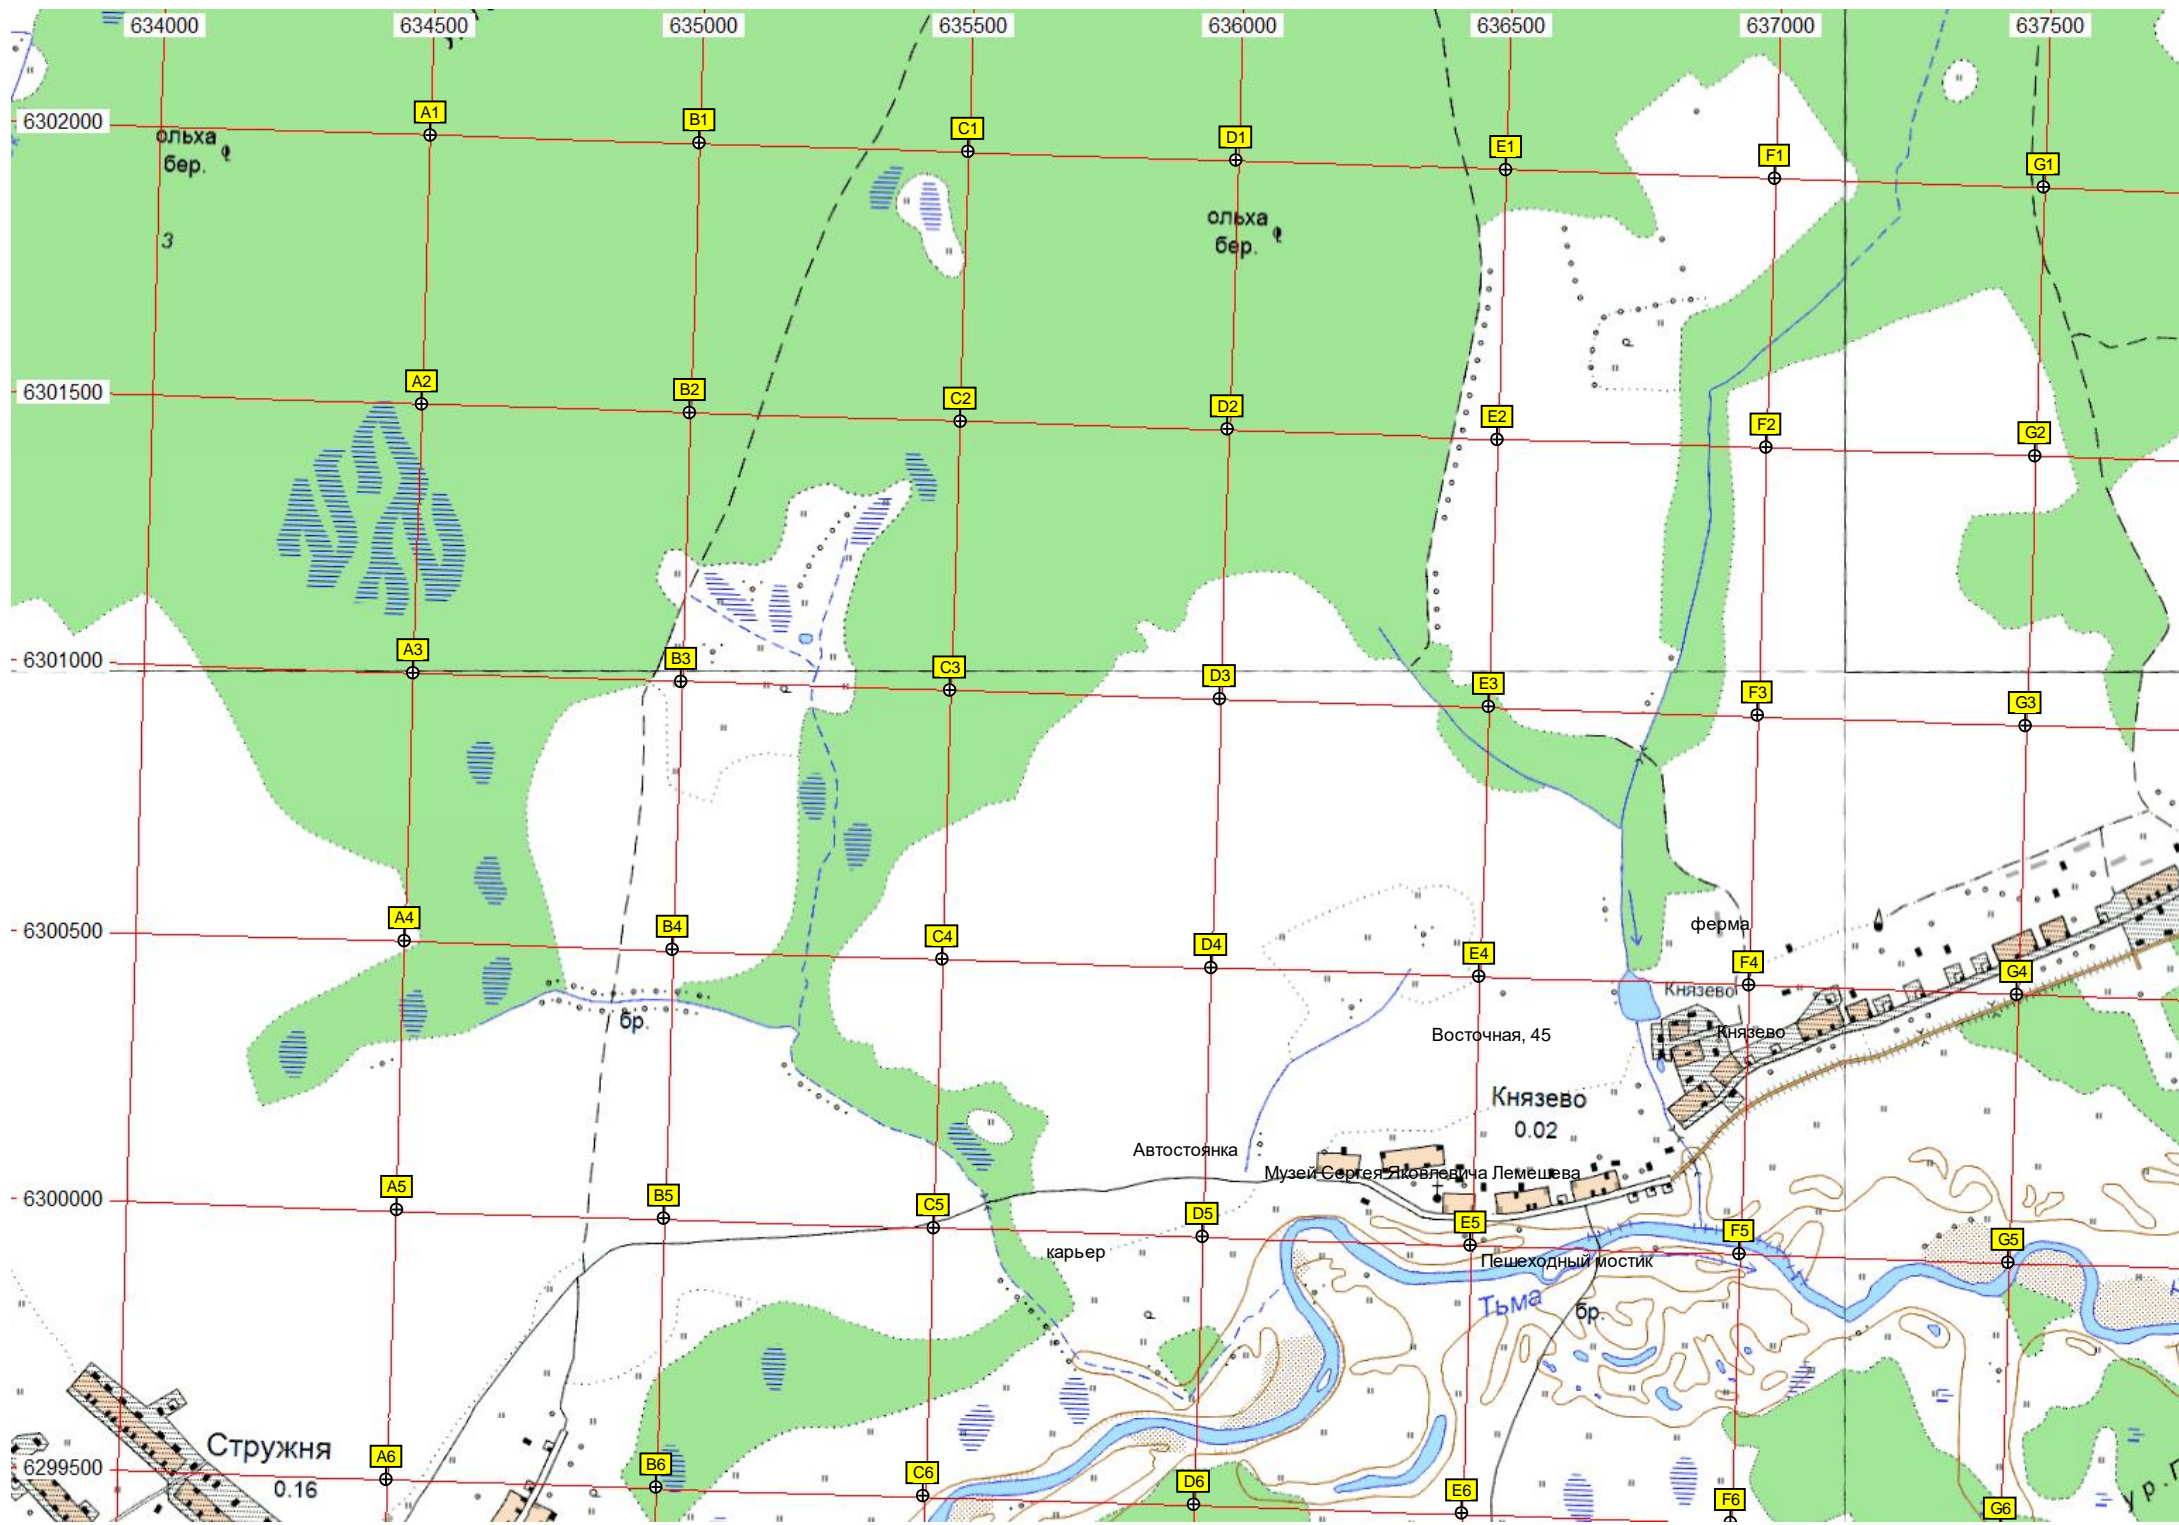 634000 634500 635000 635500 636000 636500 637000 637500
6302000
A1 B1 C1 D1 E1 F1 G1
ольха
бер.
3
ольха
бер.
6301500
A2 B2 C2 D2 E2 F2 G2
6301000
A3 B3 C3 D3 E3 F3 G3
6300500
A4 B4 C4 D4 E4 F4 G4
ферма
Князево
бр.
Князево
Восточная, 45
Князево
0.02
Автостоянка
Музей Сергея Яковлевича Лемешева
6300000
A5 B5 C5 D5 E5 F5 G5
карьер
Пешеходный мостик
Тьма
бр.
Стружня
0.16
6299500
A6 B6 C6 D6 E6 F6 G6